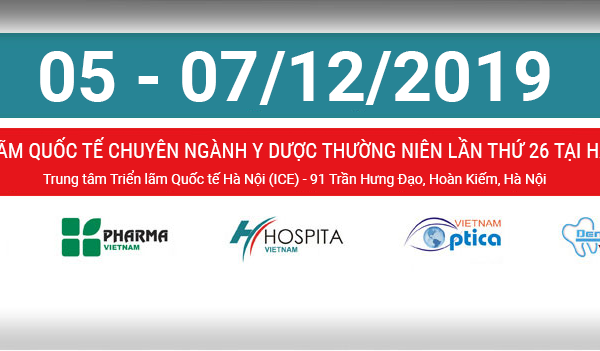 05 - 07/12/2019
ÃM QUỐC TẾ CHUYÊN NGÀNH Y DƯỢC THƯỜNG NIÊN LẦN THỨ 26 TẠI H
Trung tâm Triển lãm Quốc tế Hà Nội (ICE) - 91 Trần Hưng Đạo, Hoàn Kiếm, Hà Nội
PHARMA
VIETNAM
HOSPITA
VIETNAM
VIETNAM
Optica
Den